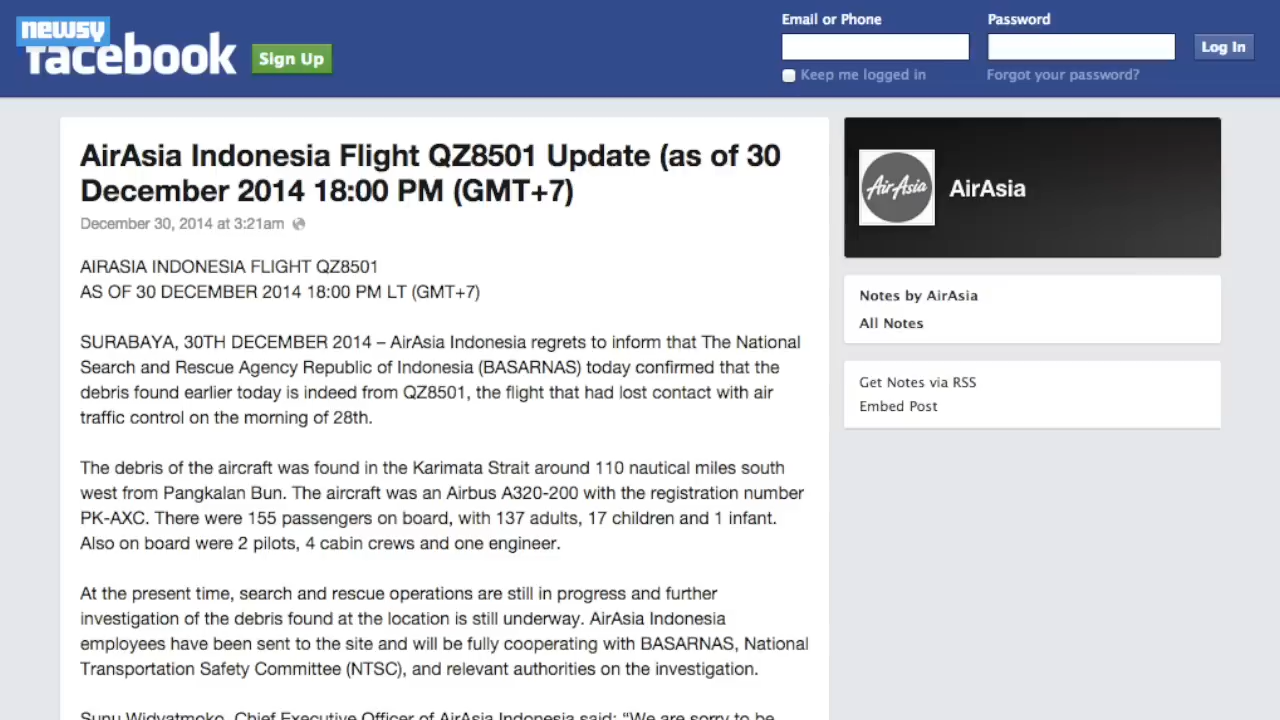 newsy
facebook
Sign Up
Email or Phone
Password
Log In
Keep me logged in
Forgot your password?
AirAsia Indonesia Flight QZ8501 Update (as of 30
December 2014 18:00 PM (GMT+7)
December 30, 2014 at 3:21am
AIRASIA INDONESIA FLIGHT QZ8501
AS OF 30 DECEMBER 2014 18:00 PM LT (GMT+7)
SURABAYA, 30TH DECEMBER 2014 – AirAsia Indonesia regrets to inform that The National
Search and Rescue Agency Republic of Indonesia (BASARNAS) today confirmed that the
debris found earlier today is indeed from QZ8501, the flight that had lost contact with air
traffic control on the morning of 28th.
The debris of the aircraft was found in the Karimata Strait around 110 nautical miles south
west from Pangkalan Bun. The aircraft was an Airbus A320-200 with the registration number
PK-AXC. There were 155 passengers on board, with 137 adults, 17 children and 1 infant.
Also on board were 2 pilots, 4 cabin crews and one engineer.
At the present time, search and rescue operations are still in progress and further
investigation of the debris found at the location is still underway. AirAsia Indonesia
employees have been sent to the site and will be fully cooperating with BASARNAS, National
Transportation Safety Committee (NTSC), and relevant authorities on the investigation.
Sunu Widyatmoko, Chief Executive Officer of AirAsia Indonesia said: “We are sorry to be
AirAsia
AirAsia
Notes by AirAsia
All Notes
Get Notes via RSS
Embed Post